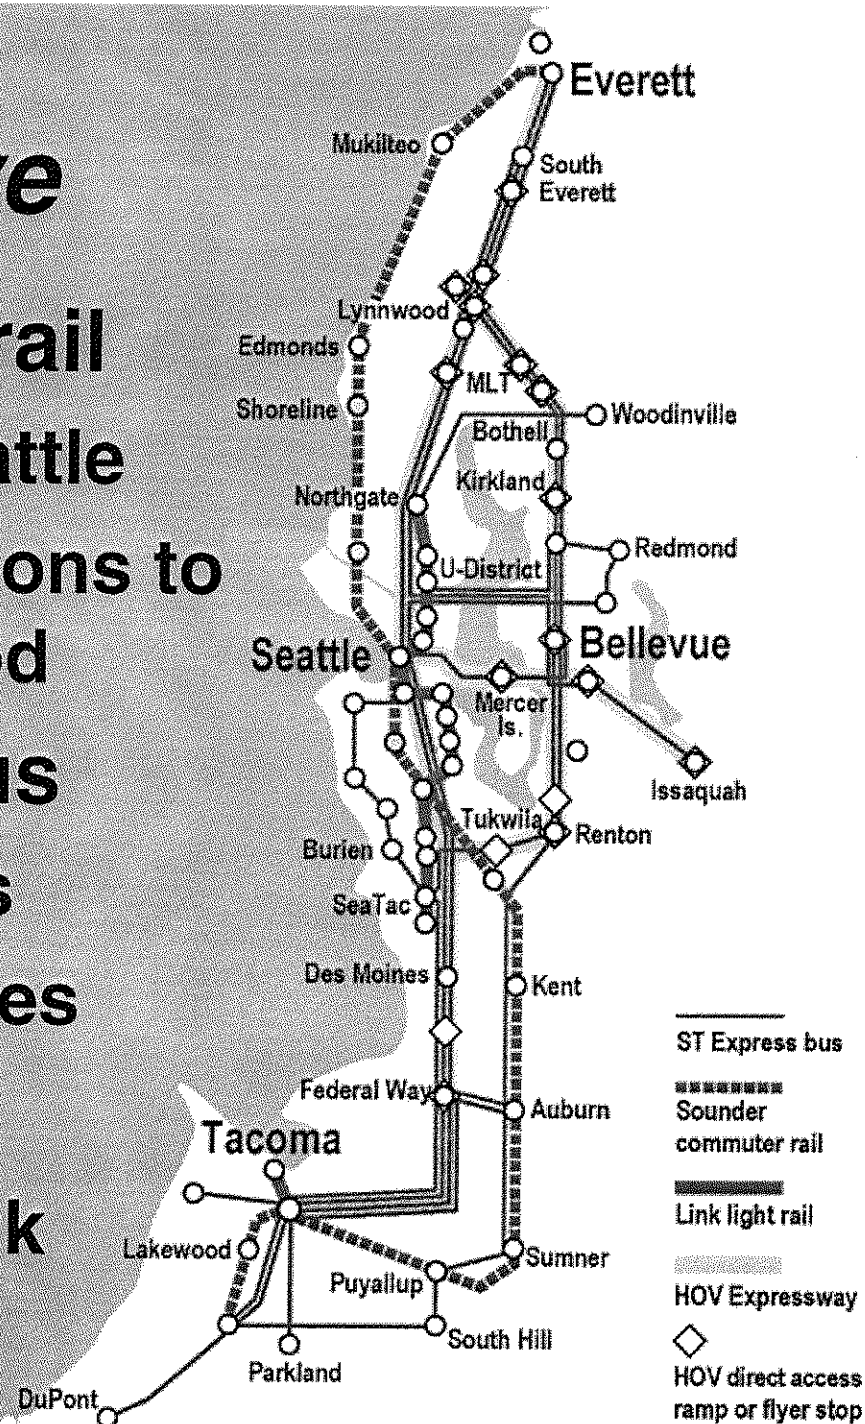 rail
attle
ons to
od
us
s
es
k
Everett
Mukilteo
South
Everett
Lynnwood
Edmonds
MLT
Shoreline
Woodinville
Bothell
Kirkland
Northgate
Redmond
U-District
Seattle
Bellevue
Mercer
Is.
Issaquah
Tukwila
Renton
Burien
SeaTac
Des Moines
Kent
Federal Way
Auburn
Tacoma
Lakewood
Sumner
Puyallup
South Hill
Parkland
DuPont
ST Express bus
Sounder
commuter rail
Link light rail
HOV Expressway
HOV direct access
ramp or flyer stop